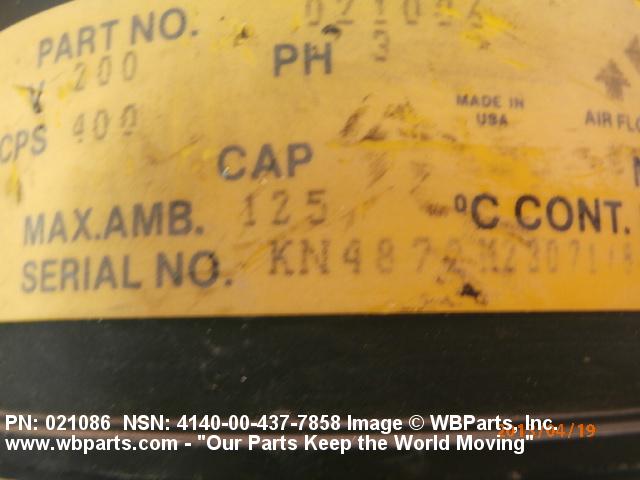 PART NO. 021086
V 200 PH 3
CPS 400
MADE IN
USA
AIR FLO
CAP
MAX.AMB. 125 °C CONT.
SERIAL NO. KN4872
PN: 021086 NSN: 4140-00-437-7858 Image © WBParts, Inc.
www.wbparts.com - "Our Parts Keep the World Moving"